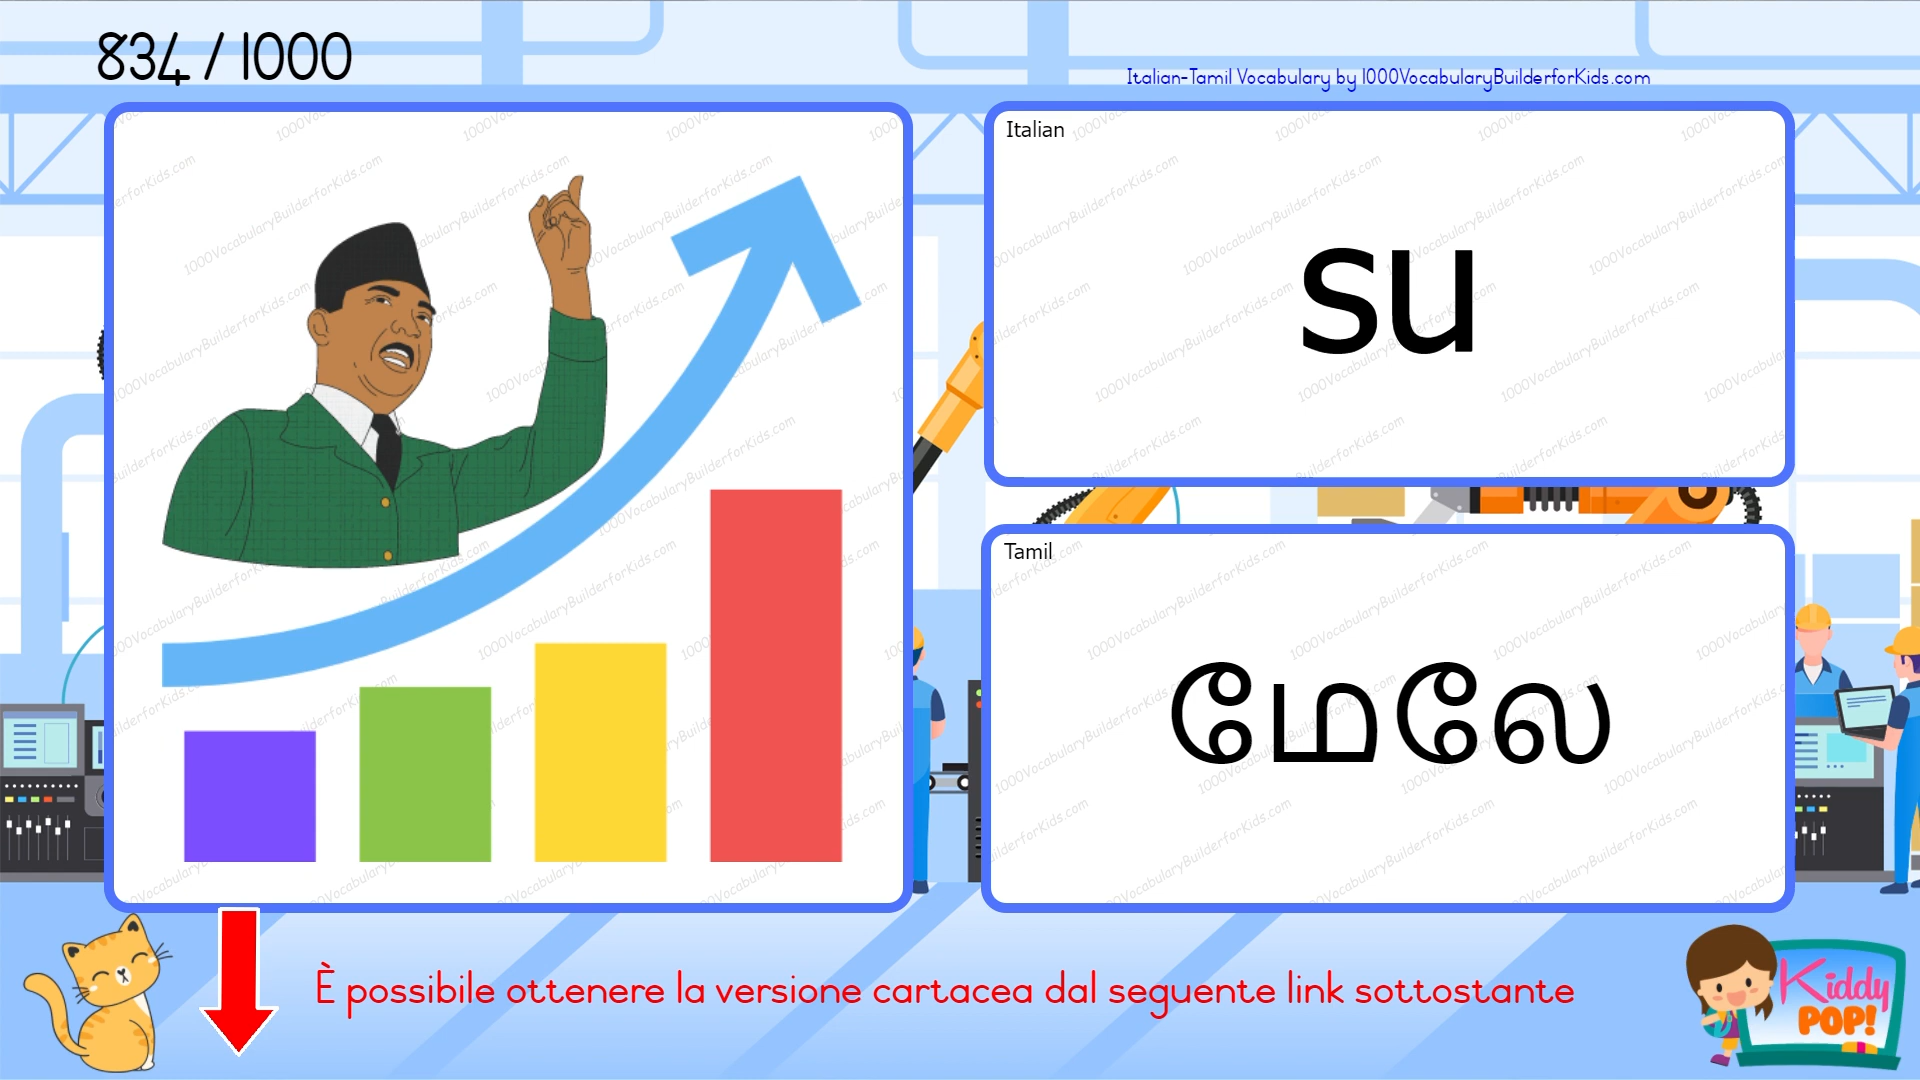 834 / 1000
Italian-Tamil Vocabulary by 1000VocabularyBuilderforKids.com
Italian
su
Tamil
மேலே
È possibile ottenere la versione cartacea dal seguente link sottostante
Kiddy
POP!